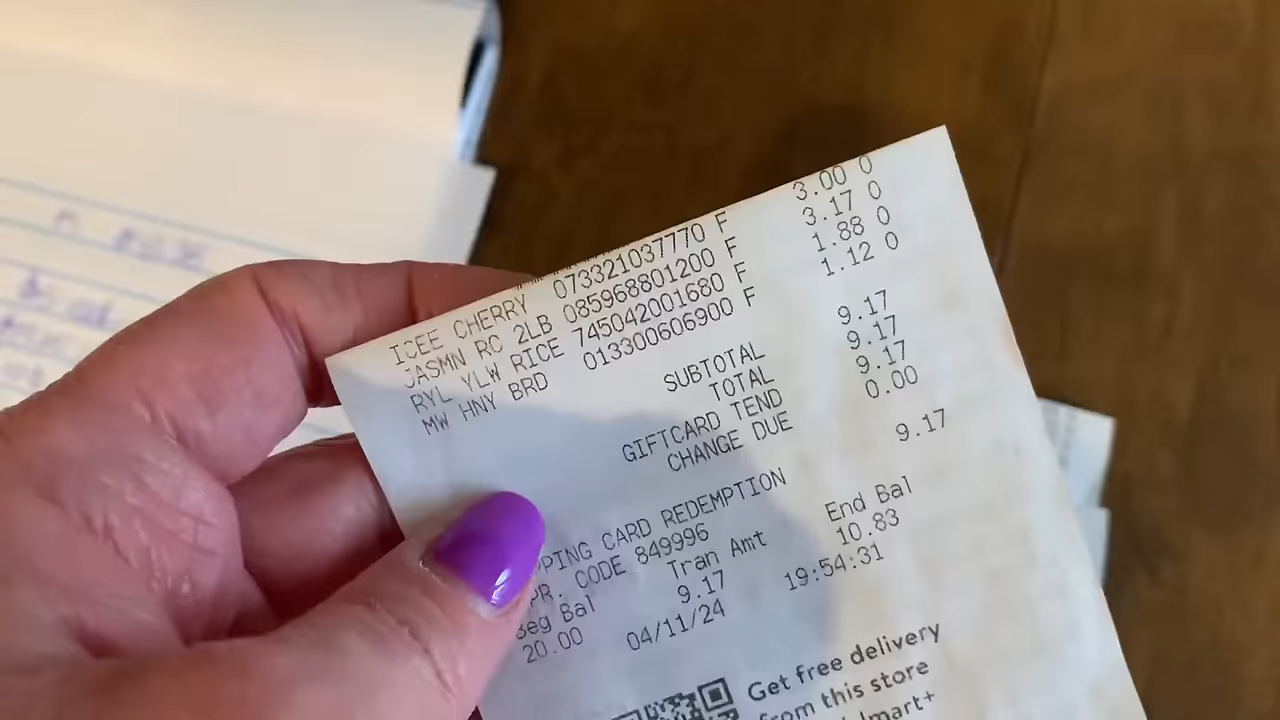 ICEE CHERRY 073321037770 F 3.00 O
JASMN RC 2LB 085968801200 F 3.17 O
RYL YLW RICE 745042001680 F 1.88 O
MW HNY BRD 013300606900 F 1.12 O
SUBTOTAL 9.17
TOTAL 9.17
GIFTCARD TEND 9.17
CHANGE DUE 0.00
PPING CARD REDEMPTION 9.17
PR. CODE 849996
Beg Bal Tran Amt End Bal
20.00 9.17 10.83
04/11/24 19:54:31
Get free delivery
from this store
lmart+